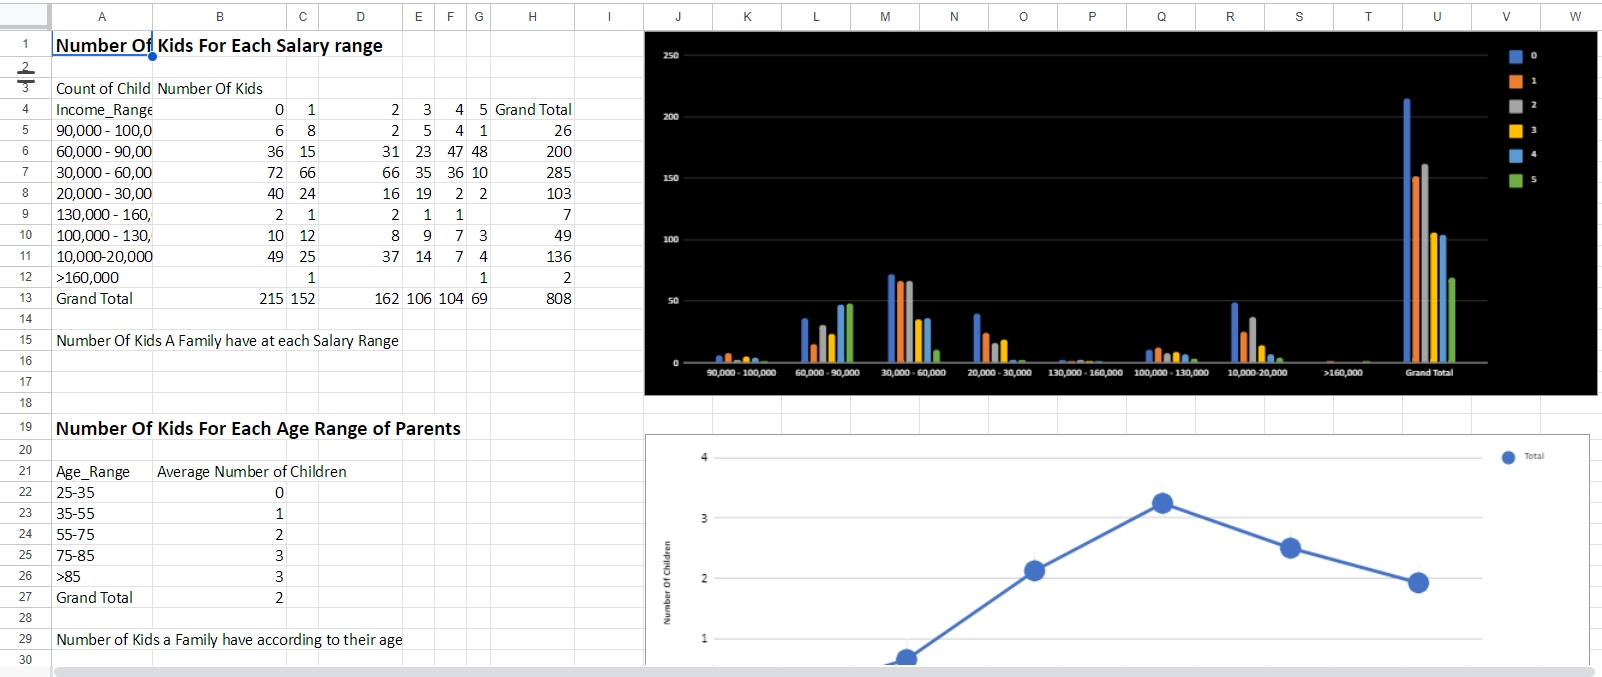 A B C D E F G H I J K L M N O P Q R S T U V W
1 Number Of Kids For Each Salary range
2
3 Count of Child Number Of Kids
4 Income_Range 0 1 2 3 4 5 Grand Total
5 90,000 - 100,0 6 8 2 5 4 1 26
6 60,000 - 90,00 36 15 31 23 47 48 200
7 30,000 - 60,00 72 66 66 35 36 10 285
8 20,000 - 30,00 40 24 16 19 2 2 103
9 130,000 - 160, 2 1 2 1 1 7
10 100,000 - 130, 10 12 8 9 7 3 49
11 10,000-20,000 49 25 37 14 7 4 136
12 >160,000 1 1 2
13 Grand Total 215 152 162 106 104 69 808
14
15 Number Of Kids A Family have at each Salary Range
16
17
18
19 Number Of Kids For Each Age Range of Parents
20
21 Age_Range Average Number of Children
22 25-35 0
23 35-55 1
24 55-75 2
25 75-85 3
26 >85 3
27 Grand Total 2
28
29 Number of Kids a Family have according to their age
30
250
200
150
100
50
0
90,000 - 100,000 60,000 - 90,000 30,000 - 60,000 20,000 - 30,000 130,000 - 160,000 100,000 - 130,000 10,000-20,000 >160,000 Grand Total
0
1
2
3
4
5
4
3
2
1
Number Of Children
Total